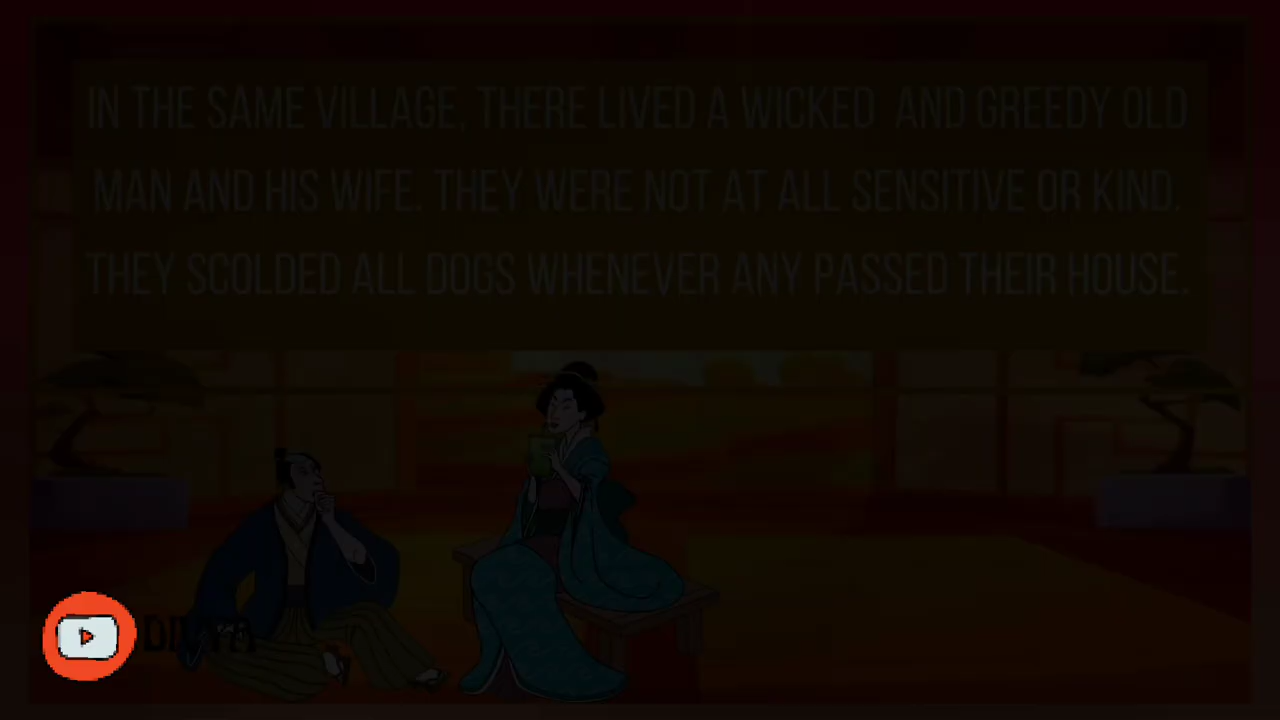 IN THE SAME VILLAGE, THERE LIVED A WICKED AND GREEDY OLD
MAN AND HIS WIFE. THEY WERE NOT AT ALL SENSITIVE OR KIND.
THEY SCOLDED ALL DOGS WHENEVER ANY PASSED THEIR HOUSE.